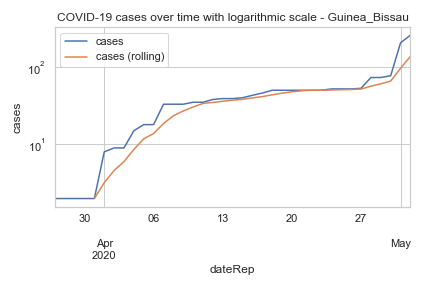 COVID-19 cases over time with logarithmic scale - Guinea_Bissau
cases
cases (rolling)
10²
10¹
cases
30 06 13 20 27
Apr May
2020
dateRep